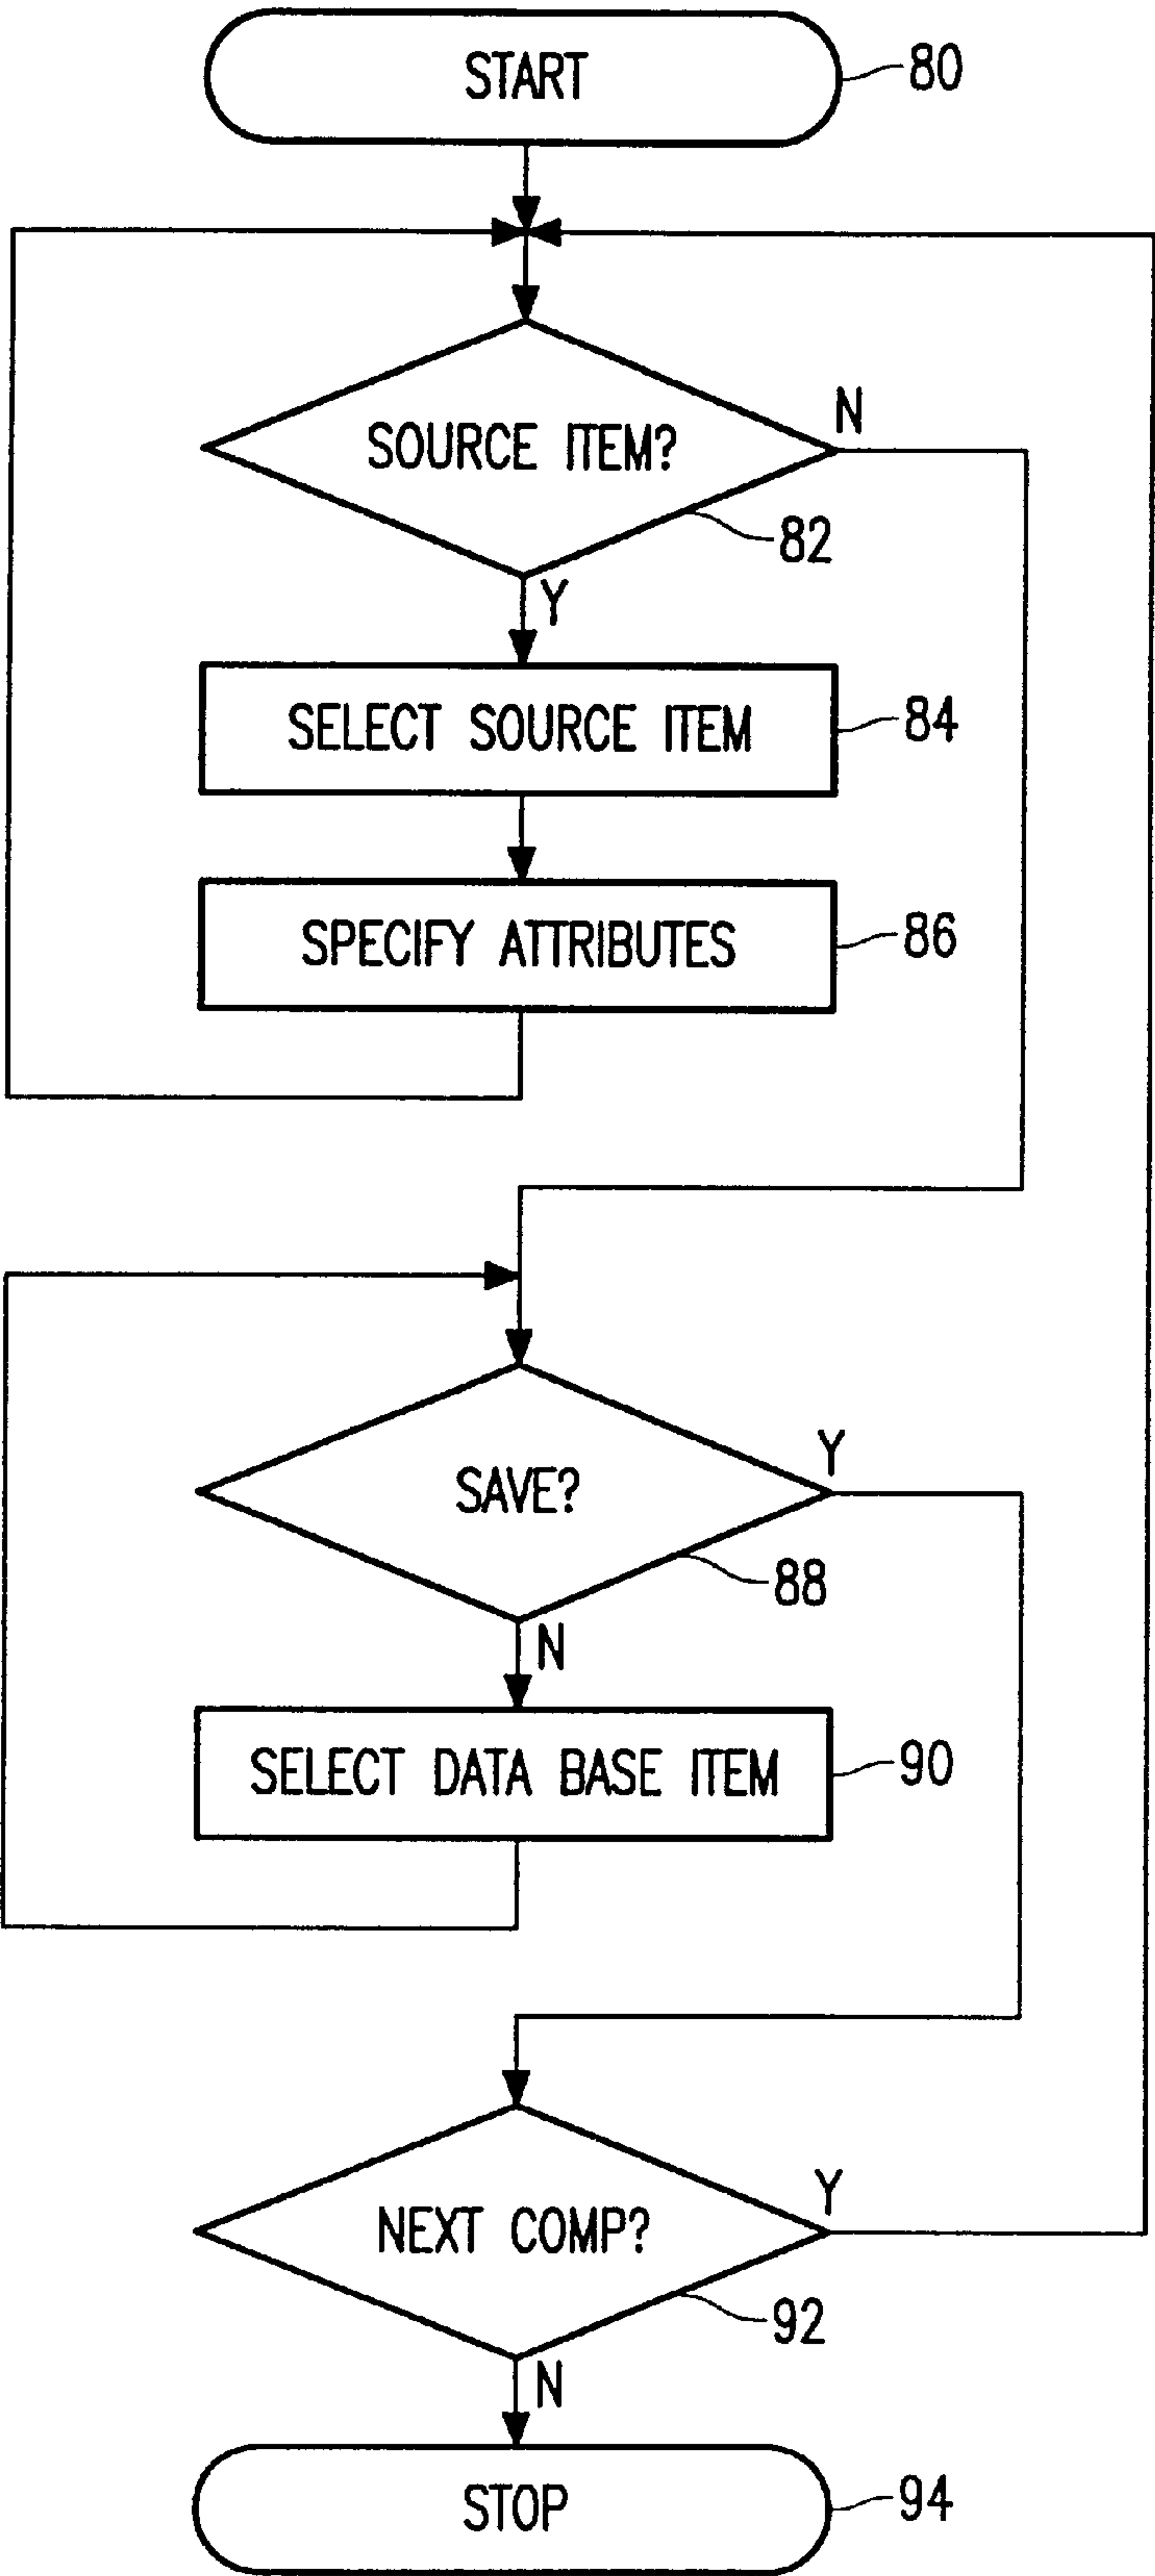 START
80
SOURCE ITEM?
N
82
Y
SELECT SOURCE ITEM
84
SPECIFY ATTRIBUTES
86
SAVE?
Y
88
N
SELECT DATA BASE ITEM
90
NEXT COMP?
Y
92
N
STOP
94